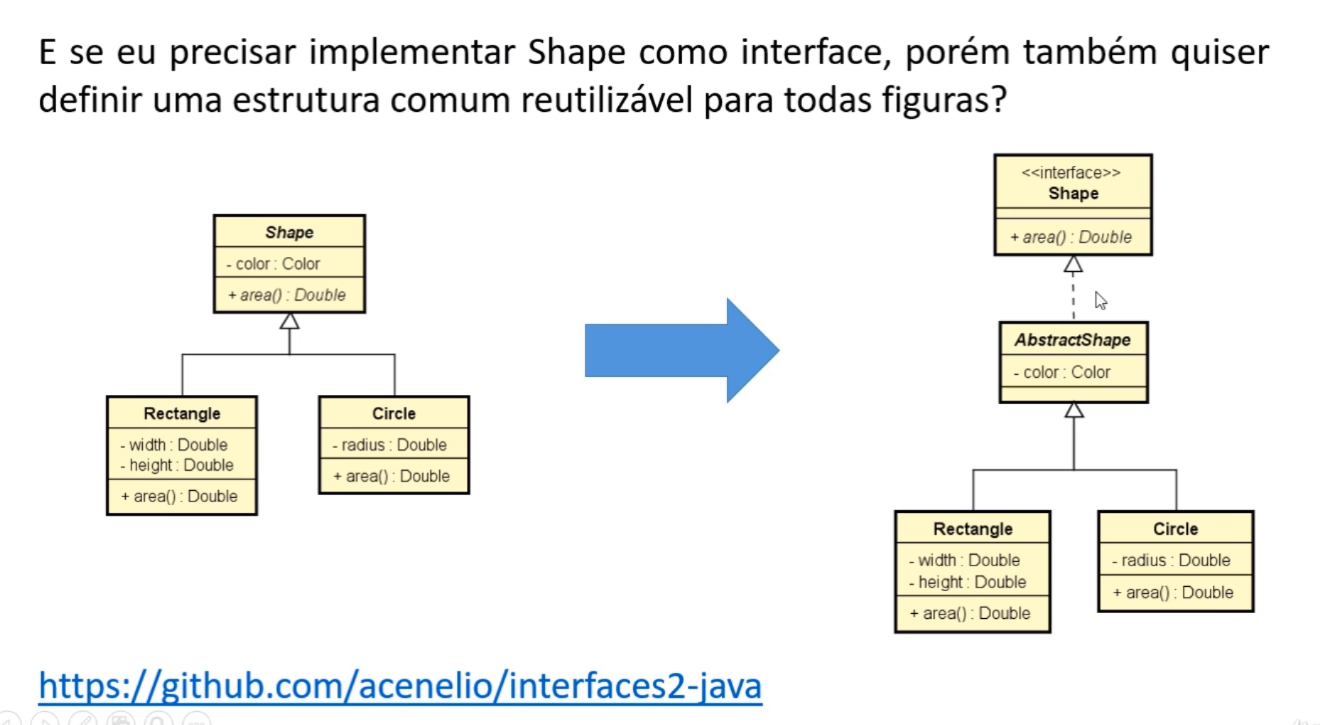 E se eu precisar implementar Shape como interface, porém também quiser
definir uma estrutura comum reutilizável para todas figuras?
Shape
- color : Color
+ area() : Double
Rectangle
- width : Double
- height : Double
+ area() : Double
Circle
- radius : Double
+ area() : Double
<<interface>>
Shape
+ area() : Double
AbstractShape
- color : Color
Rectangle
- width : Double
- height : Double
+ area() : Double
Circle
- radius : Double
+ area() : Double
https://github.com/acenelio/interfaces2-java